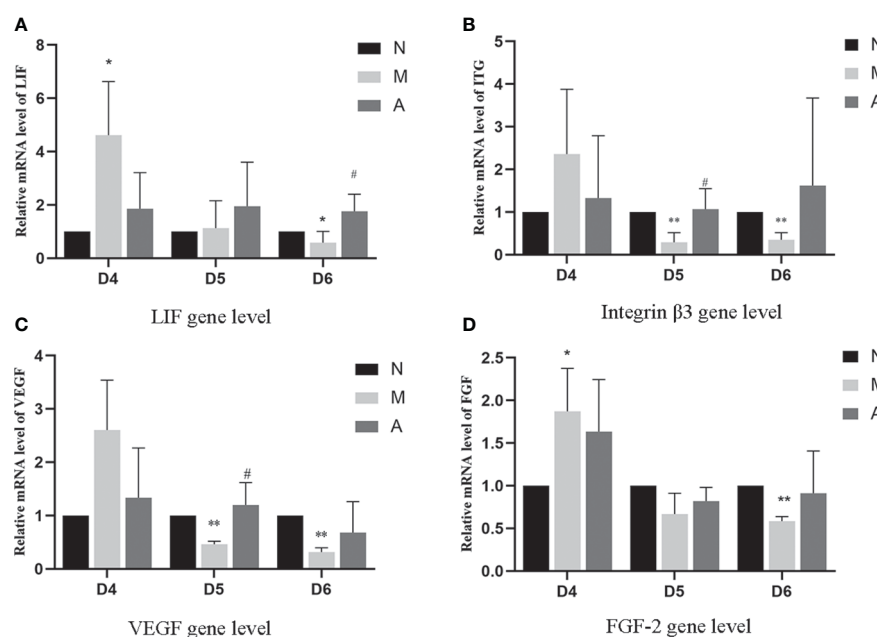 A
Relative mRNA level of LIF
8
6
4
2
0
*
*
#
N
M
A
D4 D5 D6
LIF gene level
B
Relative mRNA level of ITG
5
4
3
2
1
0
**
#
**
N
M
A
D4 D5 D6
Integrin β3 gene level
C
Relative mRNA level of VEGF
4
3
2
1
0
**
#
**
N
M
A
D4 D5 D6
VEGF gene level
D
Relative mRNA level of FGF
2.5
2.0
1.5
1.0
0.5
0.0
*
**
N
M
A
D4 D5 D6
FGF-2 gene level